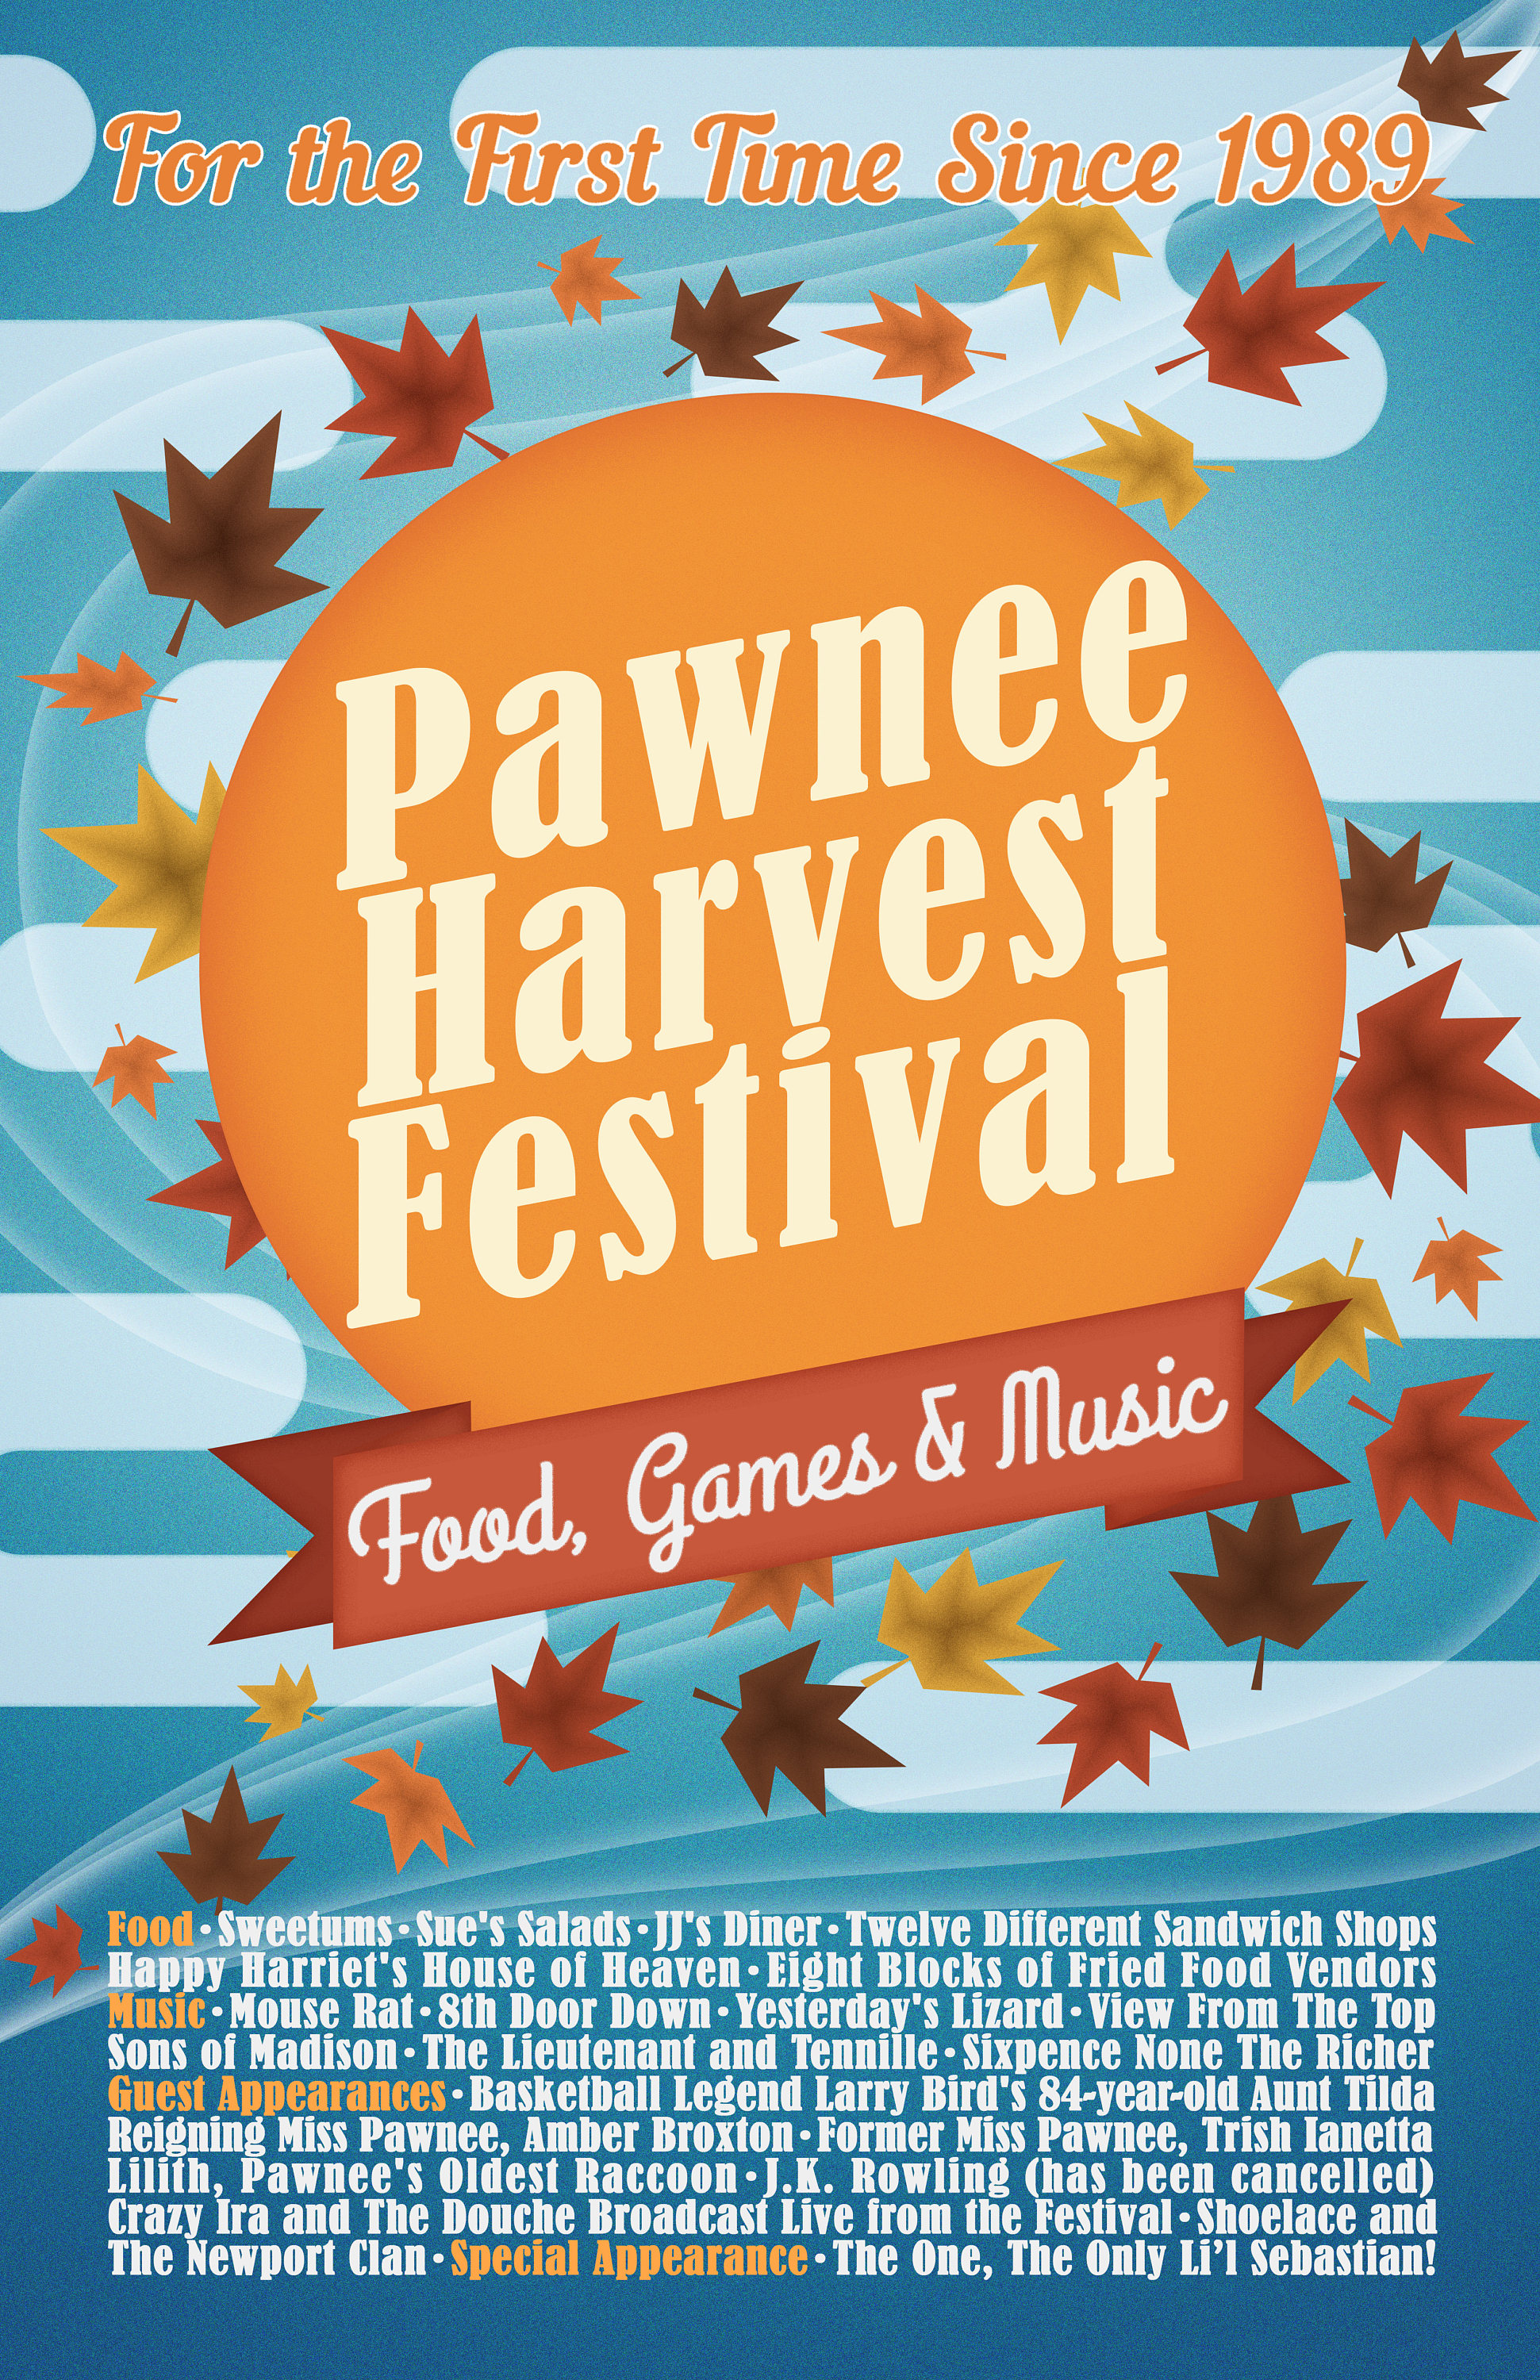 For the First Time Since 1989
Pawnee
Harvest
Festival
Food, Games & Music
Food • Sweetums • Sue's Salads • JJ's Diner • Twelve Different Sandwich Shops
Happy Harriet's House of Heaven • Eight Blocks of Fried Food Vendors
Music • Mouse Rat • 8th Door Down • Yesterday's Lizard • View From The Top
Sons of Madison • The Lieutenant and Tennille • Sixpence None The Richer
Guest Appearances • Basketball Legend Larry Bird's 84-year-old Aunt Tilda
Reigning Miss Pawnee, Amber Broxton • Former Miss Pawnee, Trish Ianetta
Lilith, Pawnee's Oldest Raccoon • J.K. Rowling (has been cancelled)
Crazy Ira and The Douche Broadcast Live from the Festival • Shoelace and
The Newport Clan • Special Appearance • The One, The Only Li’l Sebastian!